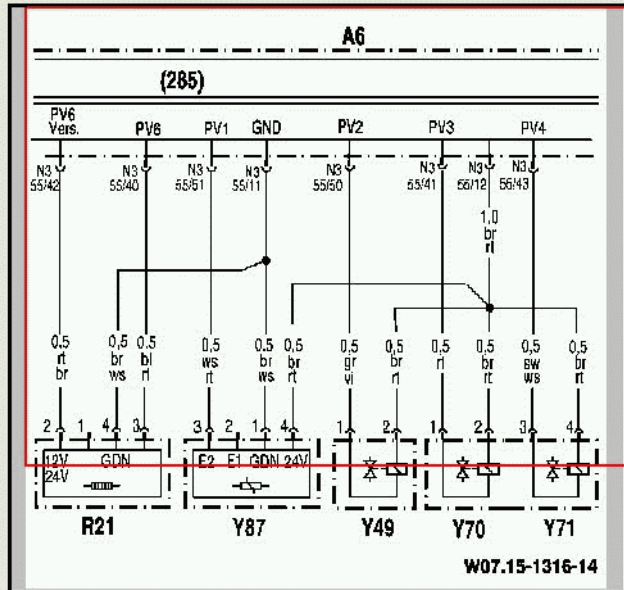 A6
(285)
PV6 Vers. PV6 PV1 GND PV2 PV3 PV4
N3 55/42 N3 55/40 N3 55/51 N3 55/11 N3 55/50 N3 55/41 N3 55/12 N3 55/43
1,0 br rt
0,5 rt br
0,5 br ws
0,5 bl rt
0,5 ws rt
0,5 br ws
0,5 br rt
0,5 gr vi
0,5 br rt
0,5 rt
0,5 br rt
0,5 sw ws
0,5 br rt
2 1 4 3 3 2 1 4 1 2 1 2 3 4
12V GDN E2 E1 GDN 24V
24V
R21 Y87 Y49 Y70 Y71
W07.15-1316-14